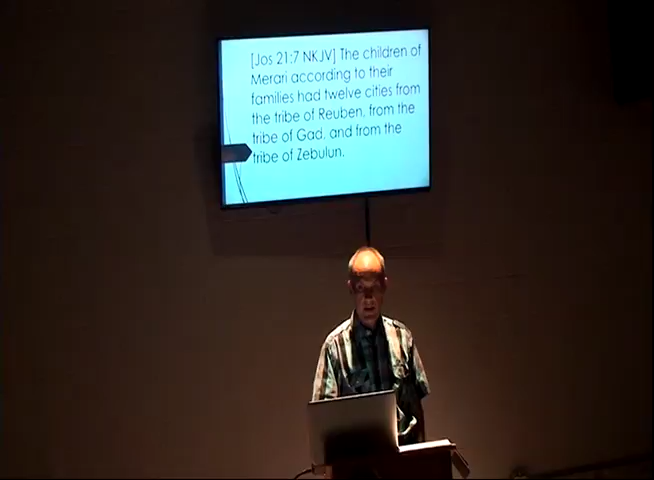 [Jos 21:7 NKJV] The children of
Merari according to their
families had twelve cities from
the tribe of Reuben, from the
tribe of Gad, and from the
tribe of Zebulun.